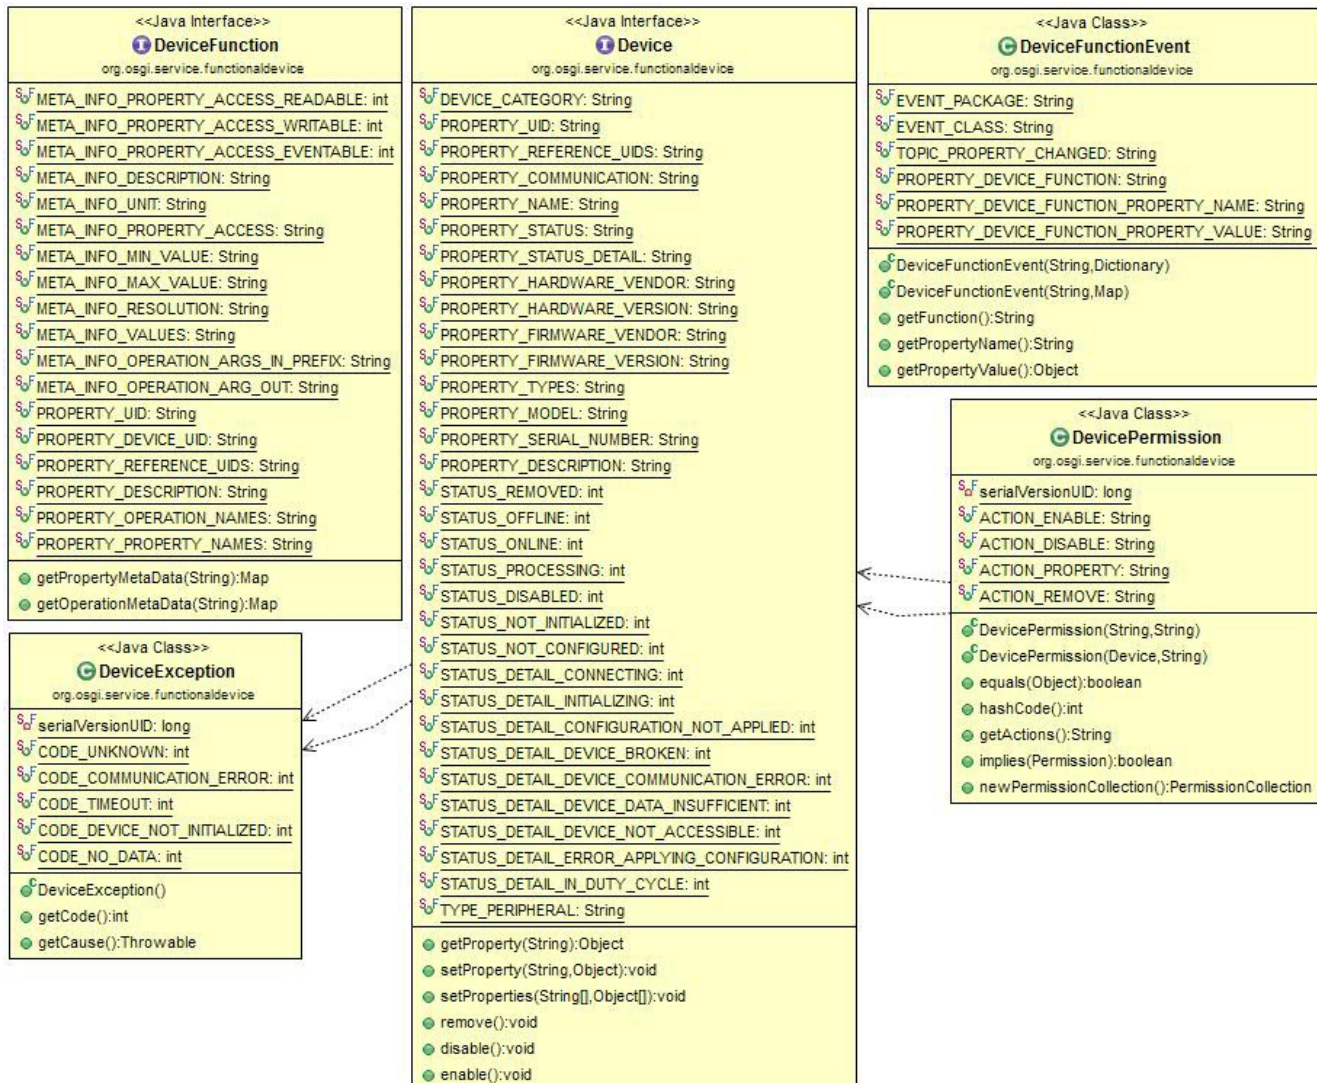 <<Java Interface>>
DeviceFunction
org.osgi.service.functionaldevice
META_INFO_PROPERTY_ACCESS_READABLE: int
META_INFO_PROPERTY_ACCESS_WRITABLE: int
META_INFO_PROPERTY_ACCESS_EVENTABLE: int
META_INFO_DESCRIPTION: String
META_INFO_UNIT: String
META_INFO_PROPERTY_ACCESS: String
META_INFO_MIN_VALUE: String
META_INFO_MAX_VALUE: String
META_INFO_RESOLUTION: String
META_INFO_VALUES: String
META_INFO_OPERATION_ARGS_IN_PREFIX: String
META_INFO_OPERATION_ARG_OUT: String
PROPERTY_UID: String
PROPERTY_DEVICE_UID: String
PROPERTY_REFERENCE_UIDS: String
PROPERTY_DESCRIPTION: String
PROPERTY_OPERATION_NAMES: String
PROPERTY_PROPERTY_NAMES: String
getPropertyMetaData(String):Map
getOperationMetaData(String):Map
<<Java Class>>
DeviceException
org.osgi.service.functionaldevice
serialVersionUID: long
CODE_UNKNOWN: int
CODE_COMMUNICATION_ERROR: int
CODE_TIMEOUT: int
CODE_DEVICE_NOT_INITIALIZED: int
CODE_NO_DATA: int
DeviceException()
getCode():int
getCause():Throwable
<<Java Interface>>
Device
org.osgi.service.functionaldevice
DEVICE_CATEGORY: String
PROPERTY_UID: String
PROPERTY_REFERENCE_UIDS: String
PROPERTY_COMMUNICATION: String
PROPERTY_NAME: String
PROPERTY_STATUS: String
PROPERTY_STATUS_DETAIL: String
PROPERTY_HARDWARE_VENDOR: String
PROPERTY_HARDWARE_VERSION: String
PROPERTY_FIRMWARE_VENDOR: String
PROPERTY_FIRMWARE_VERSION: String
PROPERTY_TYPES: String
PROPERTY_MODEL: String
PROPERTY_SERIAL_NUMBER: String
PROPERTY_DESCRIPTION: String
STATUS_REMOVED: int
STATUS_OFFLINE: int
STATUS_ONLINE: int
STATUS_PROCESSING: int
STATUS_DISABLED: int
STATUS_NOT_INITIALIZED: int
STATUS_NOT_CONFIGURED: int
STATUS_DETAIL_CONNECTING: int
STATUS_DETAIL_INITIALIZING: int
STATUS_DETAIL_CONFIGURATION_NOT_APPLIED: int
STATUS_DETAIL_DEVICE_BROKEN: int
STATUS_DETAIL_DEVICE_COMMUNICATION_ERROR: int
STATUS_DETAIL_DEVICE_DATA_INSUFFICIENT: int
STATUS_DETAIL_DEVICE_NOT_ACCESSIBLE: int
STATUS_DETAIL_ERROR_APPLYING_CONFIGURATION: int
STATUS_DETAIL_IN_DUTY_CYCLE: int
TYPE_PERIPHERAL: String
getProperty(String):Object
setProperty(String,Object):void
setProperties(String[],Object[]):void
remove():void
disable():void
enable():void
<<Java Class>>
DeviceFunctionEvent
org.osgi.service.functionaldevice
EVENT_PACKAGE: String
EVENT_CLASS: String
TOPIC_PROPERTY_CHANGED: String
PROPERTY_DEVICE_FUNCTION: String
PROPERTY_DEVICE_FUNCTION_PROPERTY_NAME: String
PROPERTY_DEVICE_FUNCTION_PROPERTY_VALUE: String
DeviceFunctionEvent(String,Dictionary)
DeviceFunctionEvent(String,Map)
getFunction():String
getPropertyName():String
getPropertyValue():Object
<<Java Class>>
DevicePermission
org.osgi.service.functionaldevice
serialVersionUID: long
ACTION_ENABLE: String
ACTION_DISABLE: String
ACTION_PROPERTY: String
ACTION_REMOVE: String
DevicePermission(String,String)
DevicePermission(Device,String)
equals(Object):boolean
hashCode():int
getActions():String
implies(Permission):boolean
newPermissionCollection():PermissionCollection